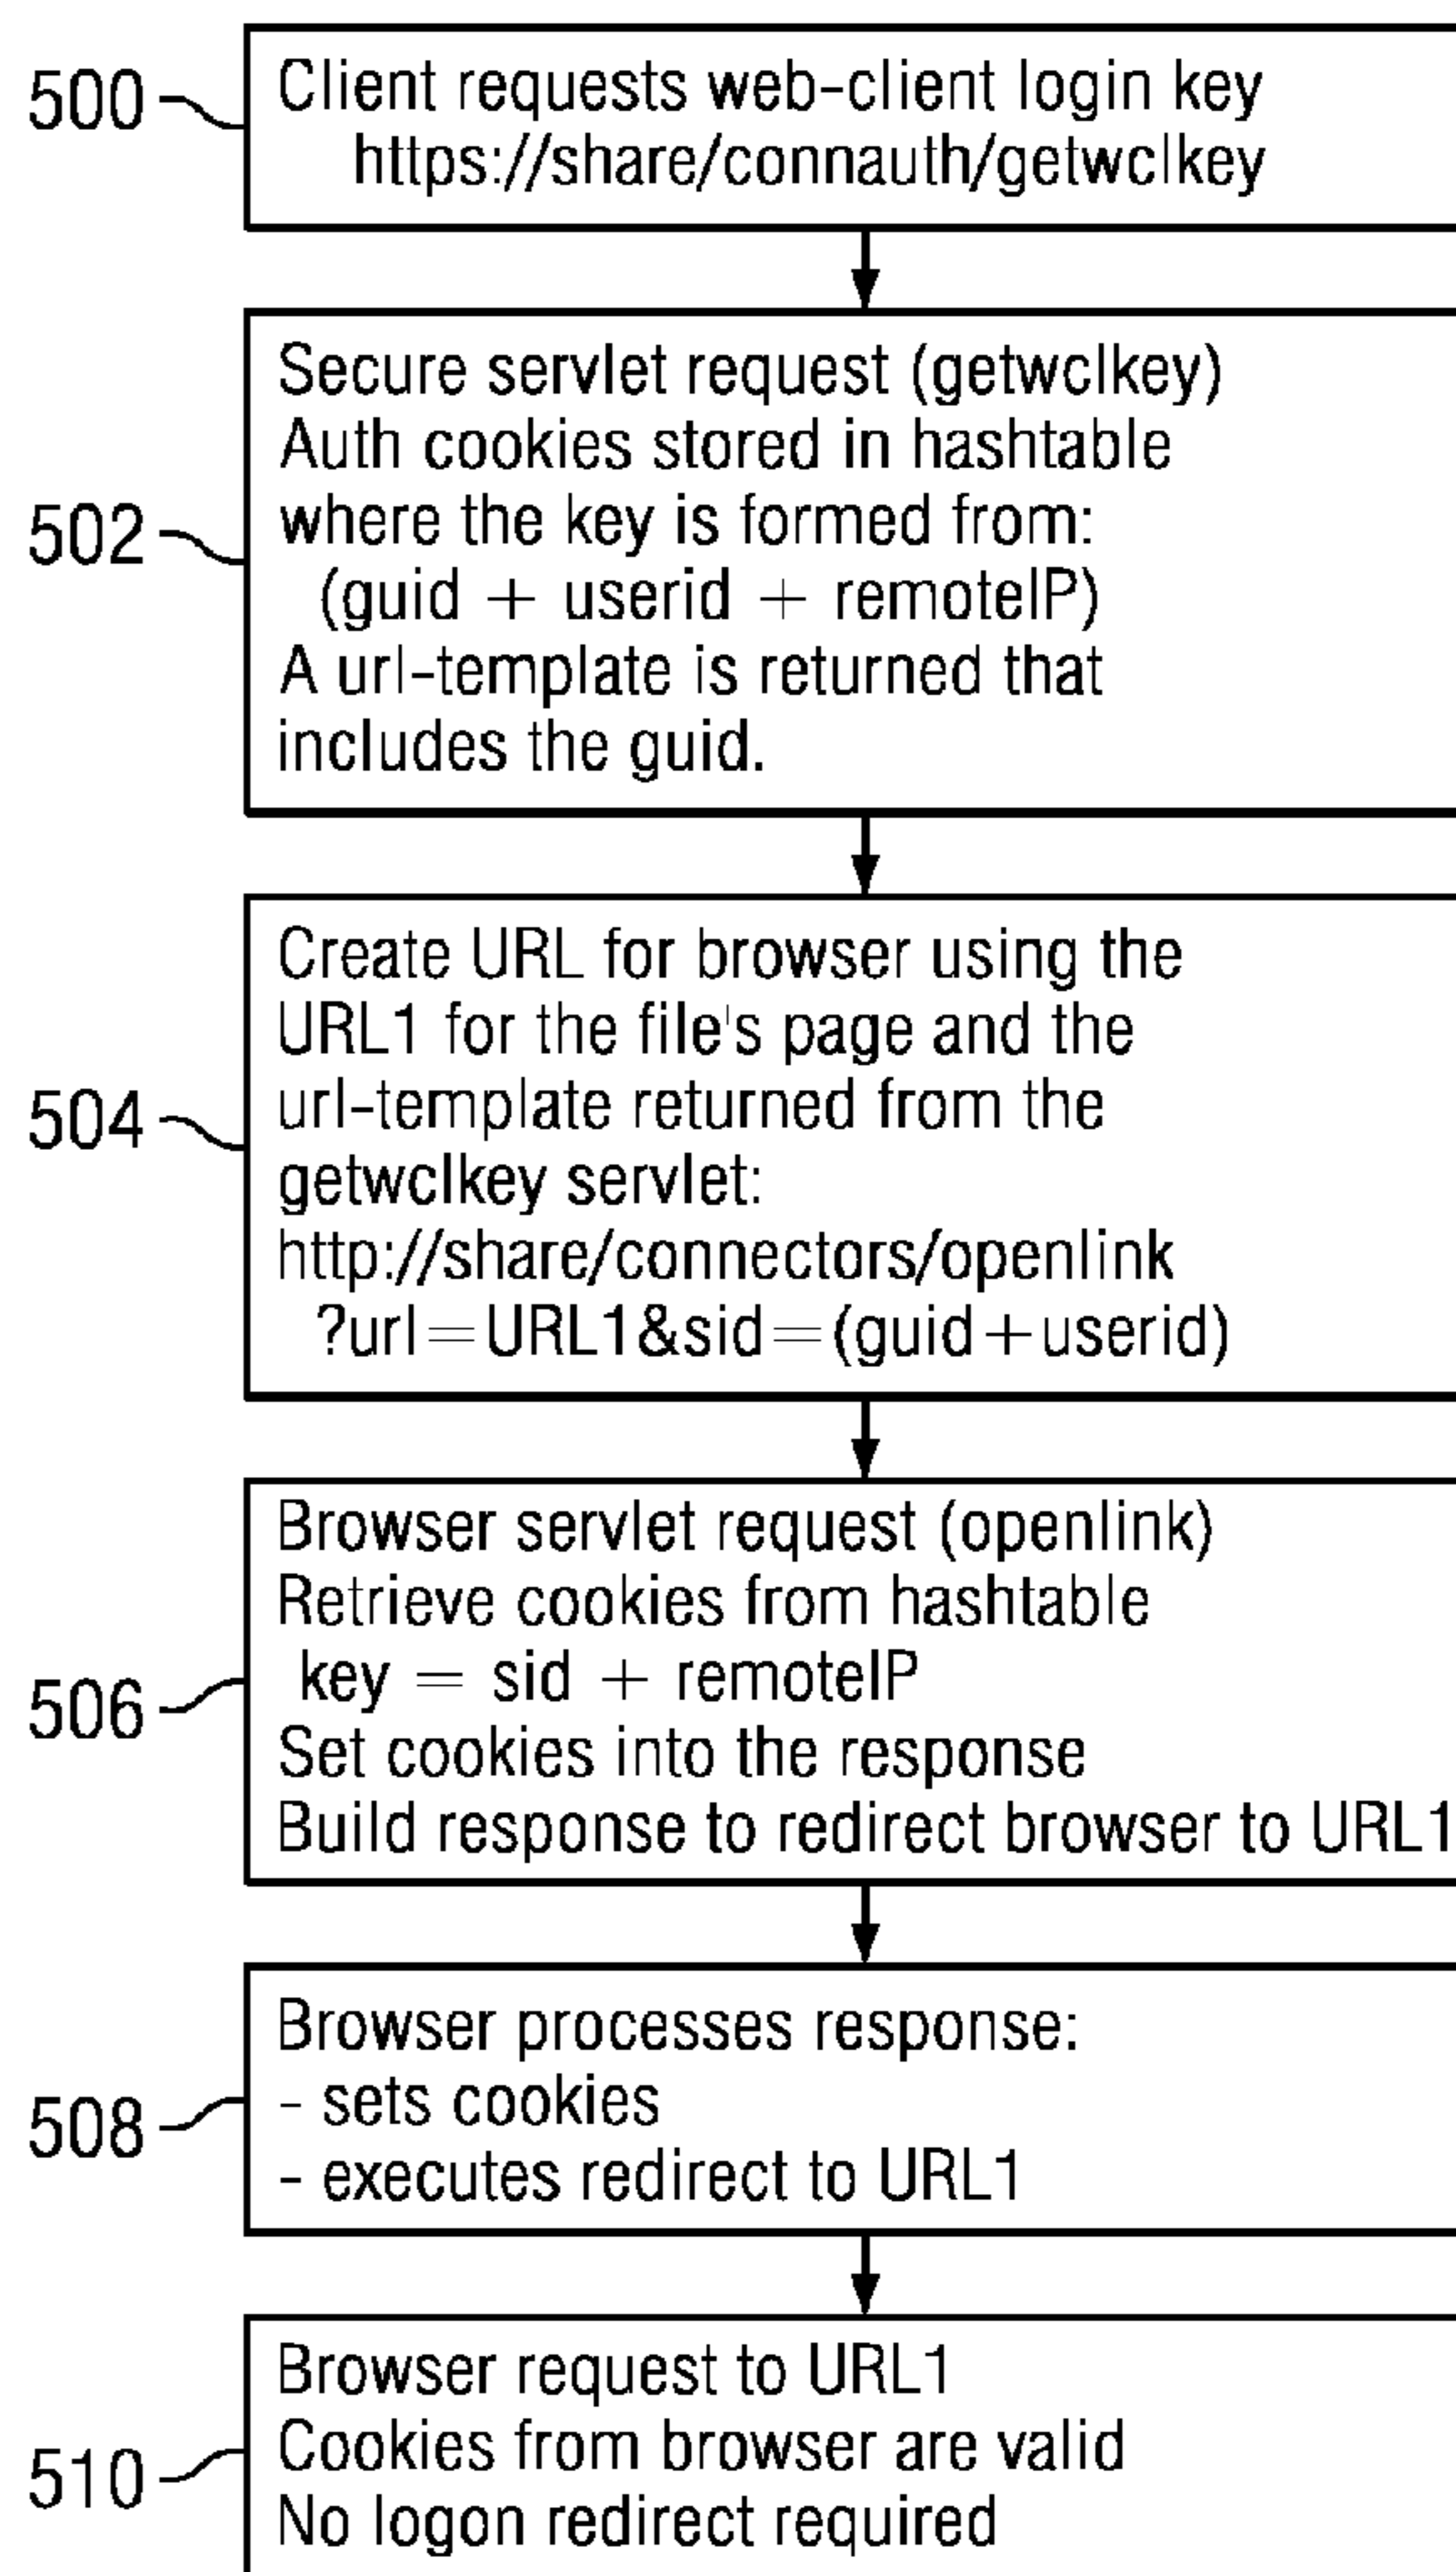 500
Client requests web-client login key
https://share/connauth/getwclkey
502
Secure servlet request (getwclkey)
Auth cookies stored in hashtable
where the key is formed from:
(guid + userid + remoteIP)
A url-template is returned that
includes the guid.
504
Create URL for browser using the
URL1 for the file's page and the
url-template returned from the
getwclkey servlet:
http://share/connectors/openlink
?url=URL1&sid=(guid+userid)
506
Browser servlet request (openlink)
Retrieve cookies from hashtable
key = sid + remoteIP
Set cookies into the response
Build response to redirect browser to URL1
508
Browser processes response:
- sets cookies
- executes redirect to URL1
510
Browser request to URL1
Cookies from browser are valid
No logon redirect required